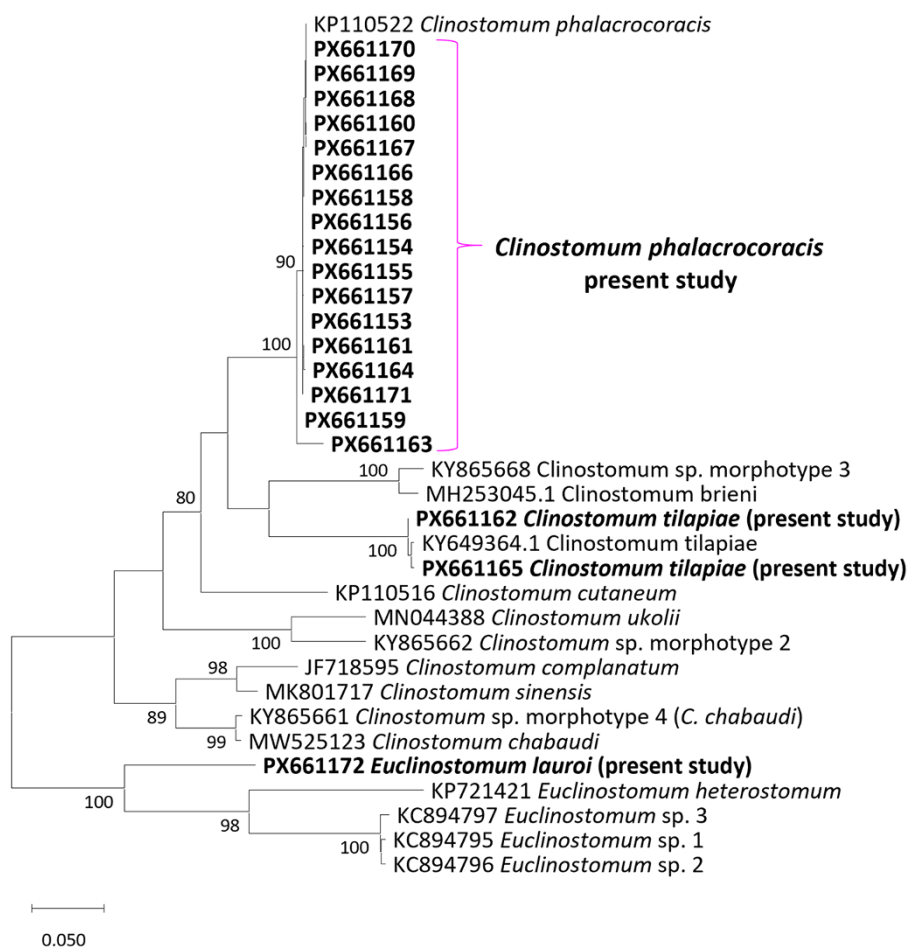 KP110522 Clinostomum phalacrocoracis
PX661170
PX661169
PX661168
PX661160
PX661167
PX661166
PX661158
PX661156
PX661154
90
PX661155
PX661157
PX661153
100
PX661161
PX661164
PX661171
PX661159
PX661163
Clinostomum phalacrocoracis
present study
100
KY865668 Clinostomum sp. morphotype 3
MH253045.1 Clinostomum brieni
80
PX661162 Clinostomum tilapiae (present study)
KY649364.1 Clinostomum tilapiae
100
PX661165 Clinostomum tilapiae (present study)
KP110516 Clinostomum cutaneum
MN044388 Clinostomum ukolii
100
KY865662 Clinostomum sp. morphotype 2
98
JF718595 Clinostomum complanatum
MK801717 Clinostomum sinensis
89
KY865661 Clinostomum sp. morphotype 4 (C. chabaudi)
99
MW525123 Clinostomum chabaudi
PX661172 Euclinostomum lauroi (present study)
100
KP721421 Euclinostomum heterostomum
98
KC894797 Euclinostomum sp. 3
100
KC894795 Euclinostomum sp. 1
KC894796 Euclinostomum sp. 2
0.050